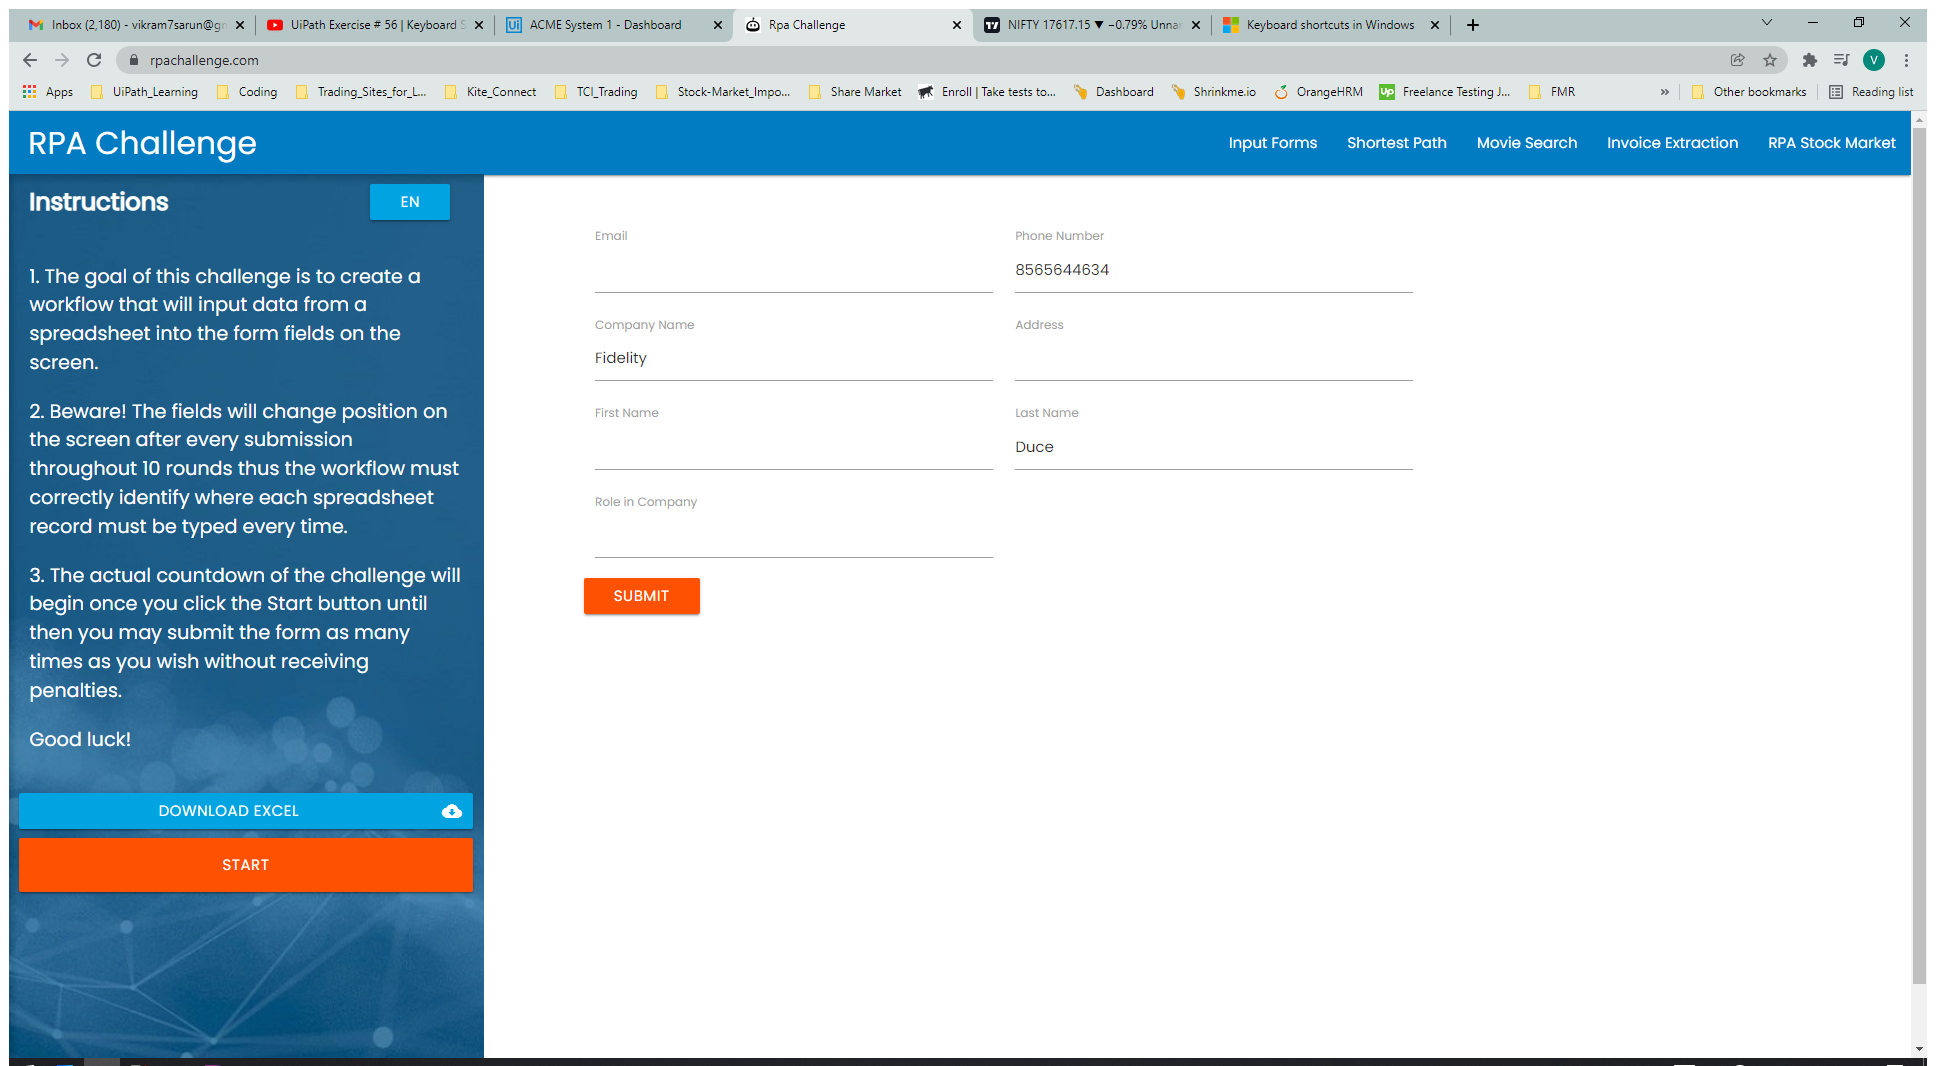 Inbox (2,180) - vikram7sarun@gm
UiPath Exercise # 56 | Keyboard S
ACME System 1 - Dashboard
Rpa Challenge
NIFTY 17617.15 ▼ −0.79% Unnar
Keyboard shortcuts in Windows
rpachallenge.com
V
Apps
UiPath_Learning
Coding
Trading_Sites_for_L...
Kite_Connect
TCI_Trading
Stock-Market_Impo...
Share Market
Enroll | Take tests to...
Dashboard
Shrinkme.io
OrangeHRM
Up
Freelance Testing J...
FMR
»
Other bookmarks
Reading list
RPA Challenge
Input Forms
Shortest Path
Movie Search
Invoice Extraction
RPA Stock Market
Instructions
EN
1. The goal of this challenge is to create a
workflow that will input data from a
spreadsheet into the form fields on the
screen.
2. Beware! The fields will change position on
the screen after every submission
throughout 10 rounds thus the workflow must
correctly identify where each spreadsheet
record must be typed every time.
3. The actual countdown of the challenge will
begin once you click the Start button until
then you may submit the form as many
times as you wish without receiving
penalties.
Good luck!
DOWNLOAD EXCEL
START
Email
Phone Number
8565644634
Company Name
Fidelity
Address
First Name
Last Name
Duce
Role in Company
SUBMIT